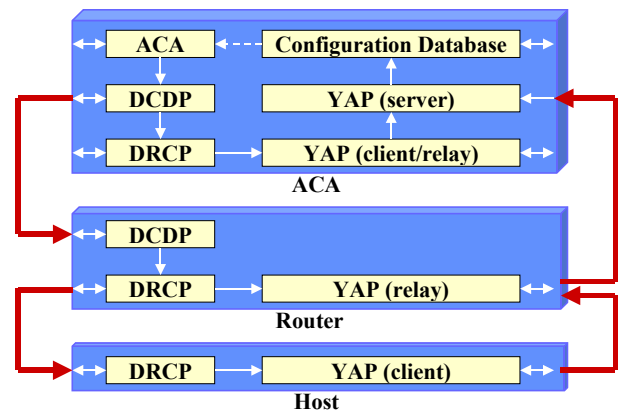 ACA
Configuration Database
DCDP
YAP (server)
DRCP
YAP (client/relay)
ACA
DCDP
DRCP
YAP (relay)
Router
DRCP
YAP (client)
Host